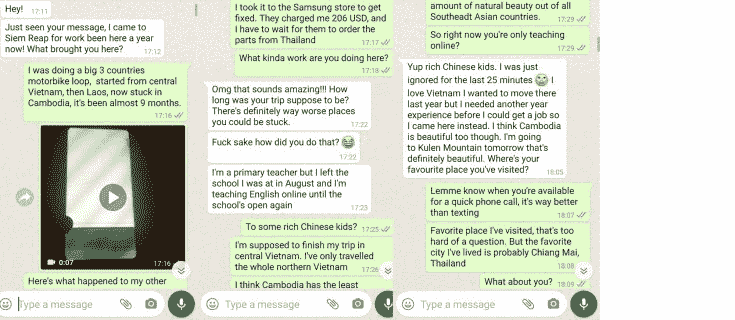 Hey! 17:11
Just seen your message, I came to
Siem Reap for work been here a year
now! What brought you here? 17:12
I was doing a big 3 countries
motorbike loop, started from central
Vietnam, then Laos, now stuck in
Cambodia, it's been almost 9 months.
17:16
0:07 17:16
Here's what happened to my other
Type a message
I took it to the Samsung store to get
fixed. They charged me 206 USD, and
I have to wait for them to order the
parts from Thailand 17:17
What kinda work are you doing here?
17:18
Omg that sounds amazing!!! How
long was your trip suppose to be?
There's definitely way worse places
you could be stuck. 17:22
Fuck sake how did you do that? 😂
17:22
I'm a primary teacher but I left the
school I was at in August and I'm
teaching English online until the
school's open again 17:23
To some rich Chinese kids? 17:25
I'm supposed to finish my trip in
central Vietnam. I've only travelled
the whole northern Vietnam 17:26
I think Cambodia has the least
Type a message
amount of natural beauty out of all
Southeadt Asian countries. 17:29
So right now you're only teaching
online? 17:29
Yup rich Chinese kids. I was just
ignored for the last 25 minutes 😂 I
love Vietnam I wanted to move there
last year but I needed another year
experience before I could get a job so
I came here instead. I think Cambodia
is beautiful too though. I'm going
to Kulen Mountain tomorrow that's
definitely beautiful. Where's your
favourite place you've visited? 18:05
Lemme know when you're available
for a quick phone call, it's way better
than texting 18:07
Favorite place I've visited, that's too
hard of a question. But the favorite
city I've lived is probably Chiang Mai,
Thailand 18:08
What about you? 18:09
Type a message